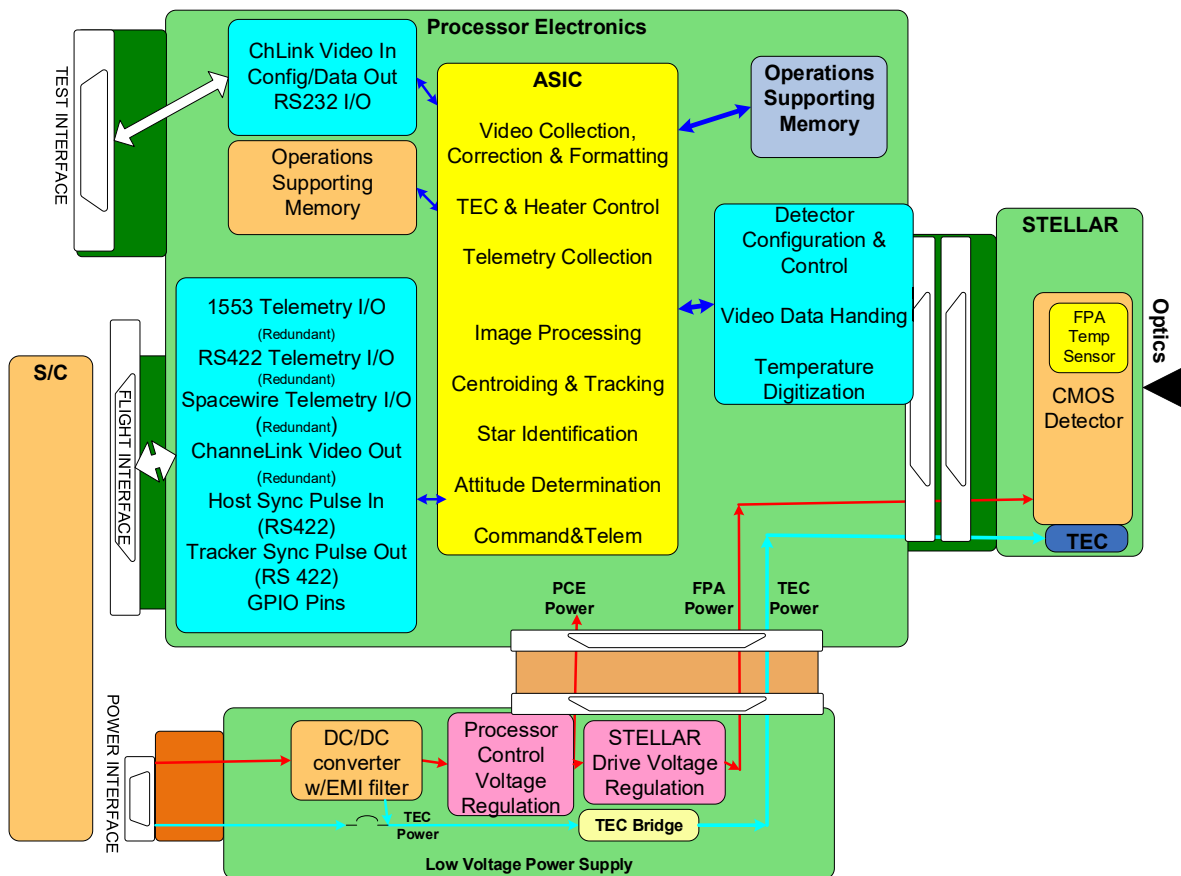 Processor Electronics
TEST INTERFACE
ChLink Video In
Config/Data Out
RS232 I/O
Operations
Supporting
Memory
ASIC
Video Collection,
Correction & Formatting
TEC & Heater Control
Telemetry Collection
Image Processing
Centroiding & Tracking
Star Identification
Attitude Determination
Command&Telem
Operations
Supporting
Memory
Detector
Configuration &
Control
Video Data Handing
Temperature
Digitization
STELLAR
FPA
Temp
Sensor
CMOS
Detector
TEC
Optics
S/C
FLIGHT INTERFACE
1553 Telemetry I/O
(Redundant)
RS422 Telemetry I/O
(Redundant)
Spacewire Telemetry I/O
(Redundant)
ChanneLink Video Out
(Redundant)
Host Sync Pulse In
(RS422)
Tracker Sync Pulse Out
(RS 422)
GPIO Pins
PCE
Power
FPA
Power
TEC
Power
POWER INTERFACE
DC/DC
converter
w/EMI filter
Processor
Control
Voltage
Regulation
STELLAR
Drive Voltage
Regulation
TEC
Power
TEC Bridge
Low Voltage Power Supply